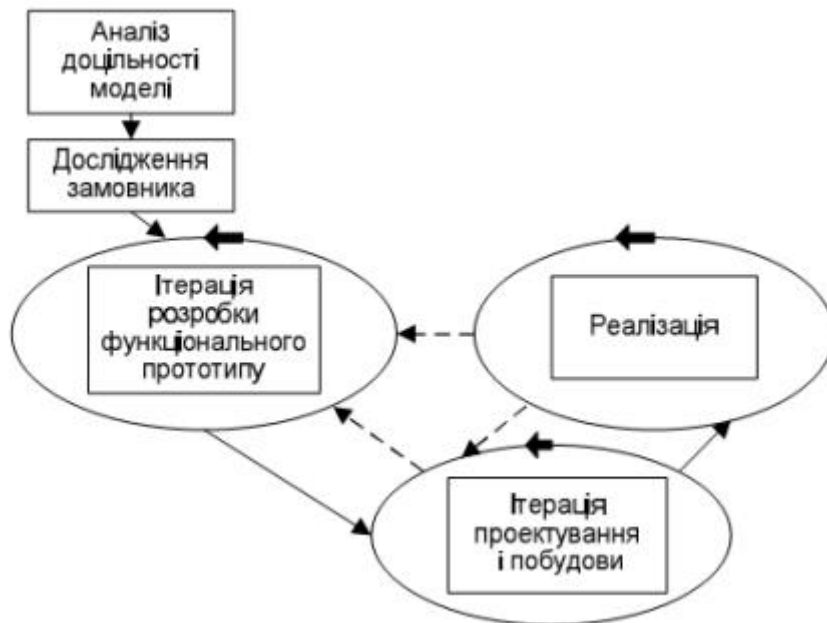 Аналіз
доцільності
моделі
Дослідження
замовника
Ітерація
розробки
функціонального
прототипу
Реалізація
Ітерація
проектування
і побудови